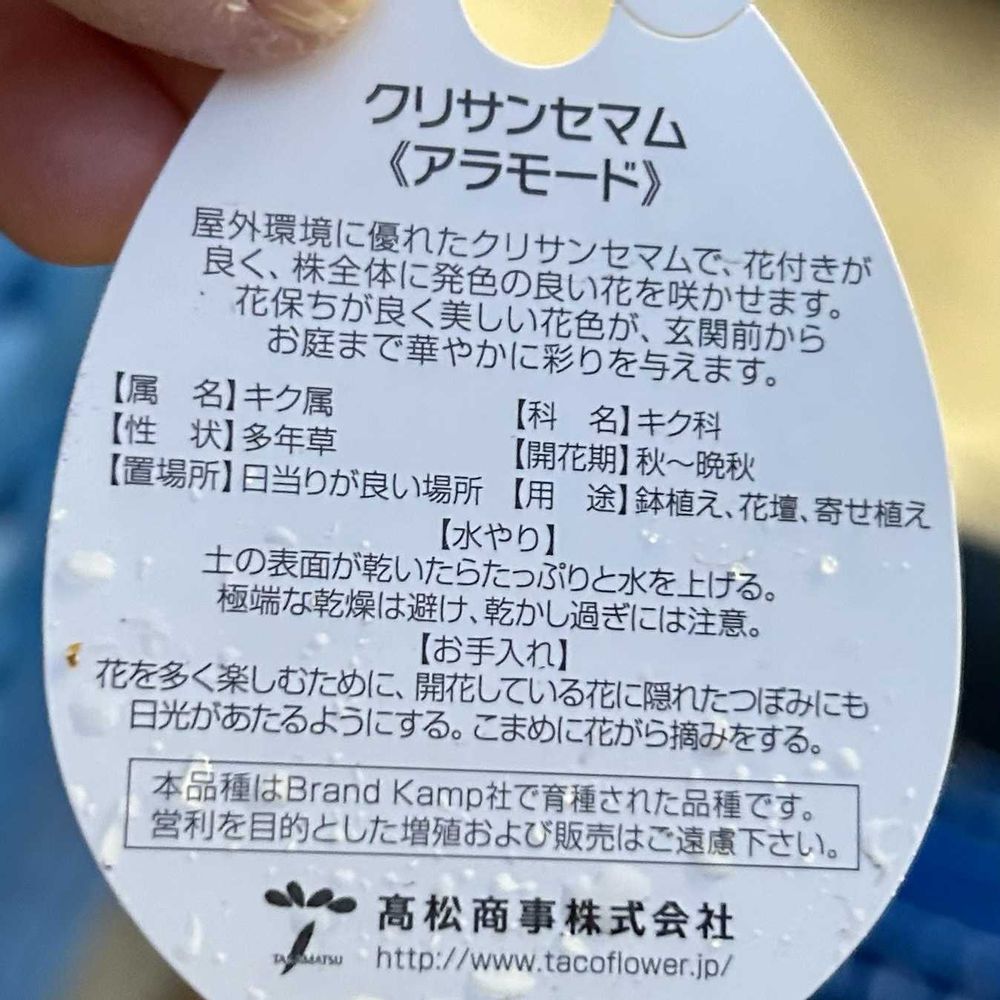 クリサンセマム
《アラモード》
屋外環境に優れたクリサンセマムで、花付きが
良く、株全体に発色の良い花を咲かせます。
花保ちが良く美しい花色が、玄関前から
お庭まで華やかに彩りを与えます。
【属　名】キク属　【科　名】キク科
【性　状】多年草　【開花期】秋〜晩秋
【置場所】日当りが良い場所　【用　途】鉢植え、花壇、寄せ植え
【水やり】
土の表面が乾いたらたっぷりと水を上げる。
極端な乾燥は避け、乾かし過ぎには注意。
【お手入れ】
花を多く楽しむために、開花している花に隠れたつぼみにも
日光があたるようにする。こまめに花がら摘みをする。
本品種はBrand Kamp社で育種された品種です。
営利を目的とした増殖および販売はご遠慮下さい。
髙松商事株式会社
TAKAMATSU
http://www.tacoflower.jp/